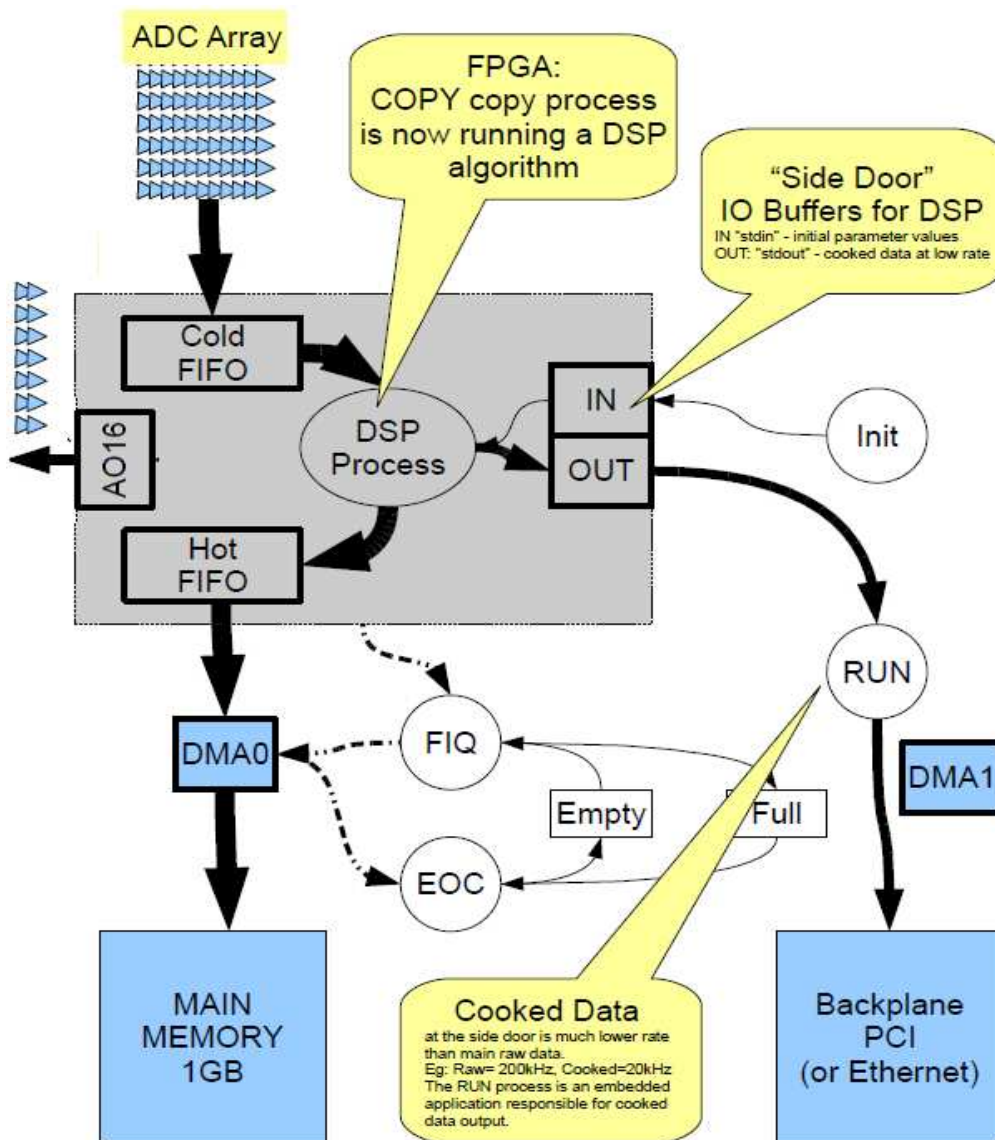 ADC Array
FPGA:
COPY copy process
is now running a DSP
algorithm
“Side Door”
IO Buffers for DSP
IN "stdin" - initial parameter values
OUT: "stdout" - cooked data at low rate
Cold
FIFO
IN
Init
DSP
Process
AO16
OUT
Hot
FIFO
RUN
FIQ
DMA0
DMA1
Empty
Full
EOC
MAIN
MEMORY
1GB
Cooked Data
at the side door is much lower rate
than main raw data.
Eg: Raw= 200kHz, Cooked=20kHz
The RUN process is an embedded
application responsible for cooked
data output.
Backplane
PCI
(or Ethernet)